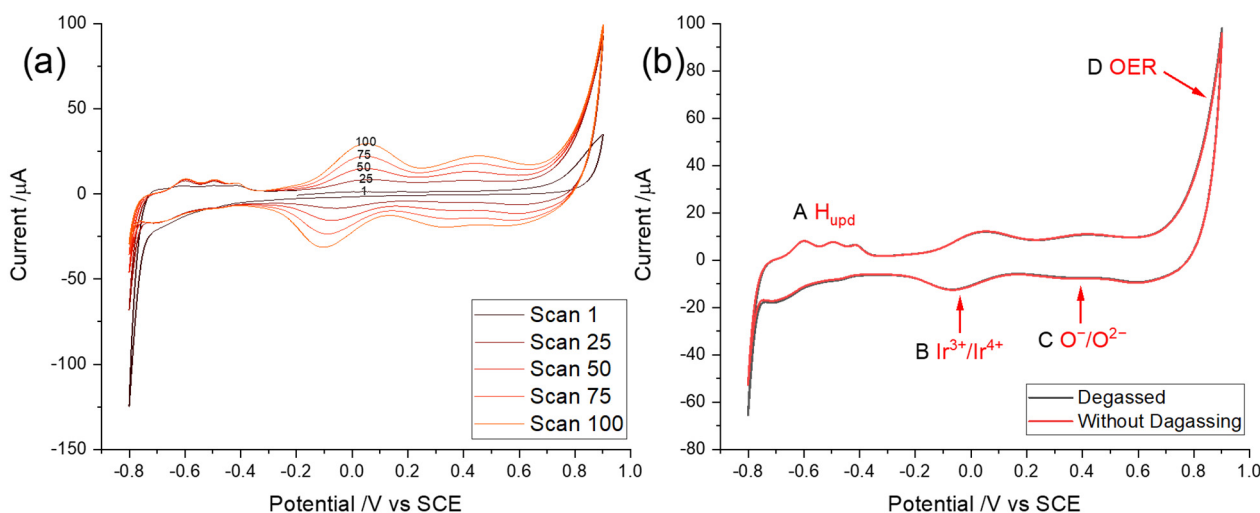 (a)
100
50
0
-50
-100
-150
Current /µA
100
75
50
25
1
Scan 1
Scan 25
Scan 50
Scan 75
Scan 100
-0.8 -0.6 -0.4 -0.2 0.0 0.2 0.4 0.6 0.8 1.0
Potential /V vs SCE
(b)
100
80
60
40
20
0
-20
-40
-60
-80
Current /µA
D OER
A H_upd
B Ir³⁺/Ir⁴⁺
C O⁻/O²⁻
Degassed
Without Dagassing
-0.8 -0.6 -0.4 -0.2 0.0 0.2 0.4 0.6 0.8 1.0
Potential /V vs SCE